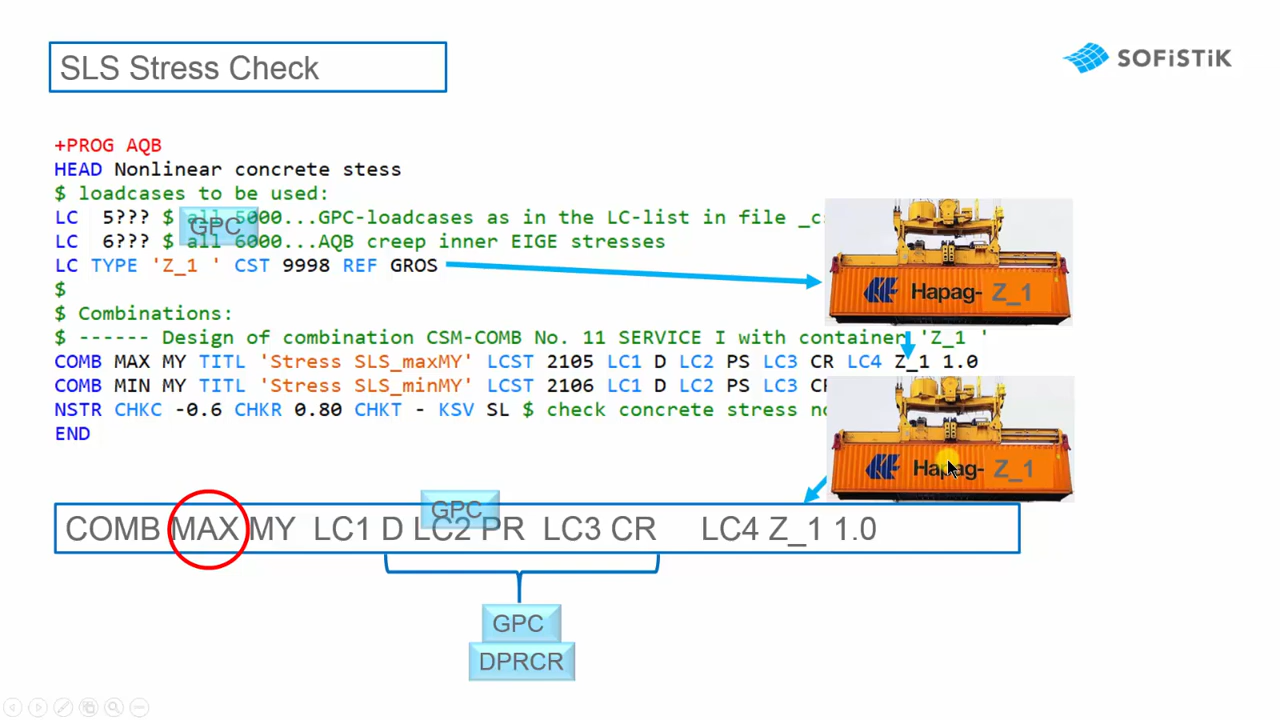 SLS Stress Check
SOFiSTiK
+PROG AQB
HEAD Nonlinear concrete stess
$ loadcases to be used:
LC 5??? $ all 5000...GPC-loadcases as in the LC-list in file _c
GPC
LC 6??? $ all 6000...AQB creep inner EIGE stresses
LC TYPE 'Z_1 ' CST 9998 REF GROS
Hapag- Z_1
$
$ Combinations:
$ ------ Design of combination CSM-COMB No. 11 SERVICE I with container 'Z_1 '
COMB MAX MY TITL 'Stress SLS_maxMY' LCST 2105 LC1 D LC2 PS LC3 CR LC4 Z_1 1.0
COMB MIN MY TITL 'Stress SLS_minMY' LCST 2106 LC1 D LC2 PS LC3 CR
NSTR CHKC -0.6 CHKR 0.80 CHKT - KSV SL $ check concrete stress no
END
Hapag- Z_1
GPC
COMB MAX MY LC1 D LC2 PR LC3 CR LC4 Z_1 1.0
GPC
DPRCR